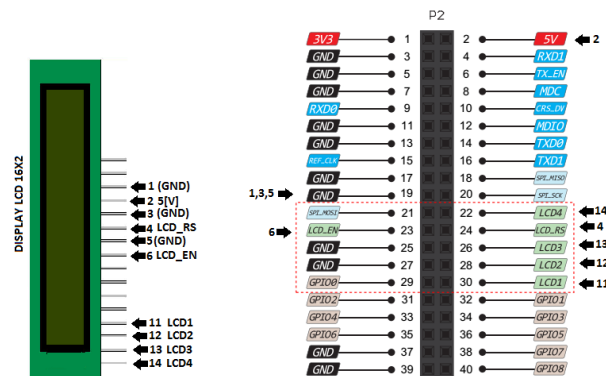 P2
DISPLAY LCD 16X2
1 (GND)
2 5[V]
3 (GND)
4 LCD_RS
5(GND)
6 LCD_EN
11 LCD1
12 LCD2
13 LCD3
14 LCD4
3V3 1 2 5V 2
GND 3 4 RXD1
GND 5 6 TX_EN
GND 7 8 MDC
RXD0 9 10 CRS_DV
GND 11 12 MDIO
GND 13 14 TXD0
REF_CLK 15 16 TXD1
GND 17 18 SPI_MISO
1,3,5 GND 19 20 SPI_SCK
SPI_MOSI 21 22 LCD4 14
6 LCD_EN 23 24 LCD_RS 4
GND 25 26 LCD3 13
GND 27 28 LCD2 12
GPIO0 29 30 LCD1 11
GPIO2 31 32 GPIO1
GPIO4 33 34 GPIO3
GPIO6 35 36 GPIO5
GND 37 38 GPIO7
GND 39 40 GPIO8